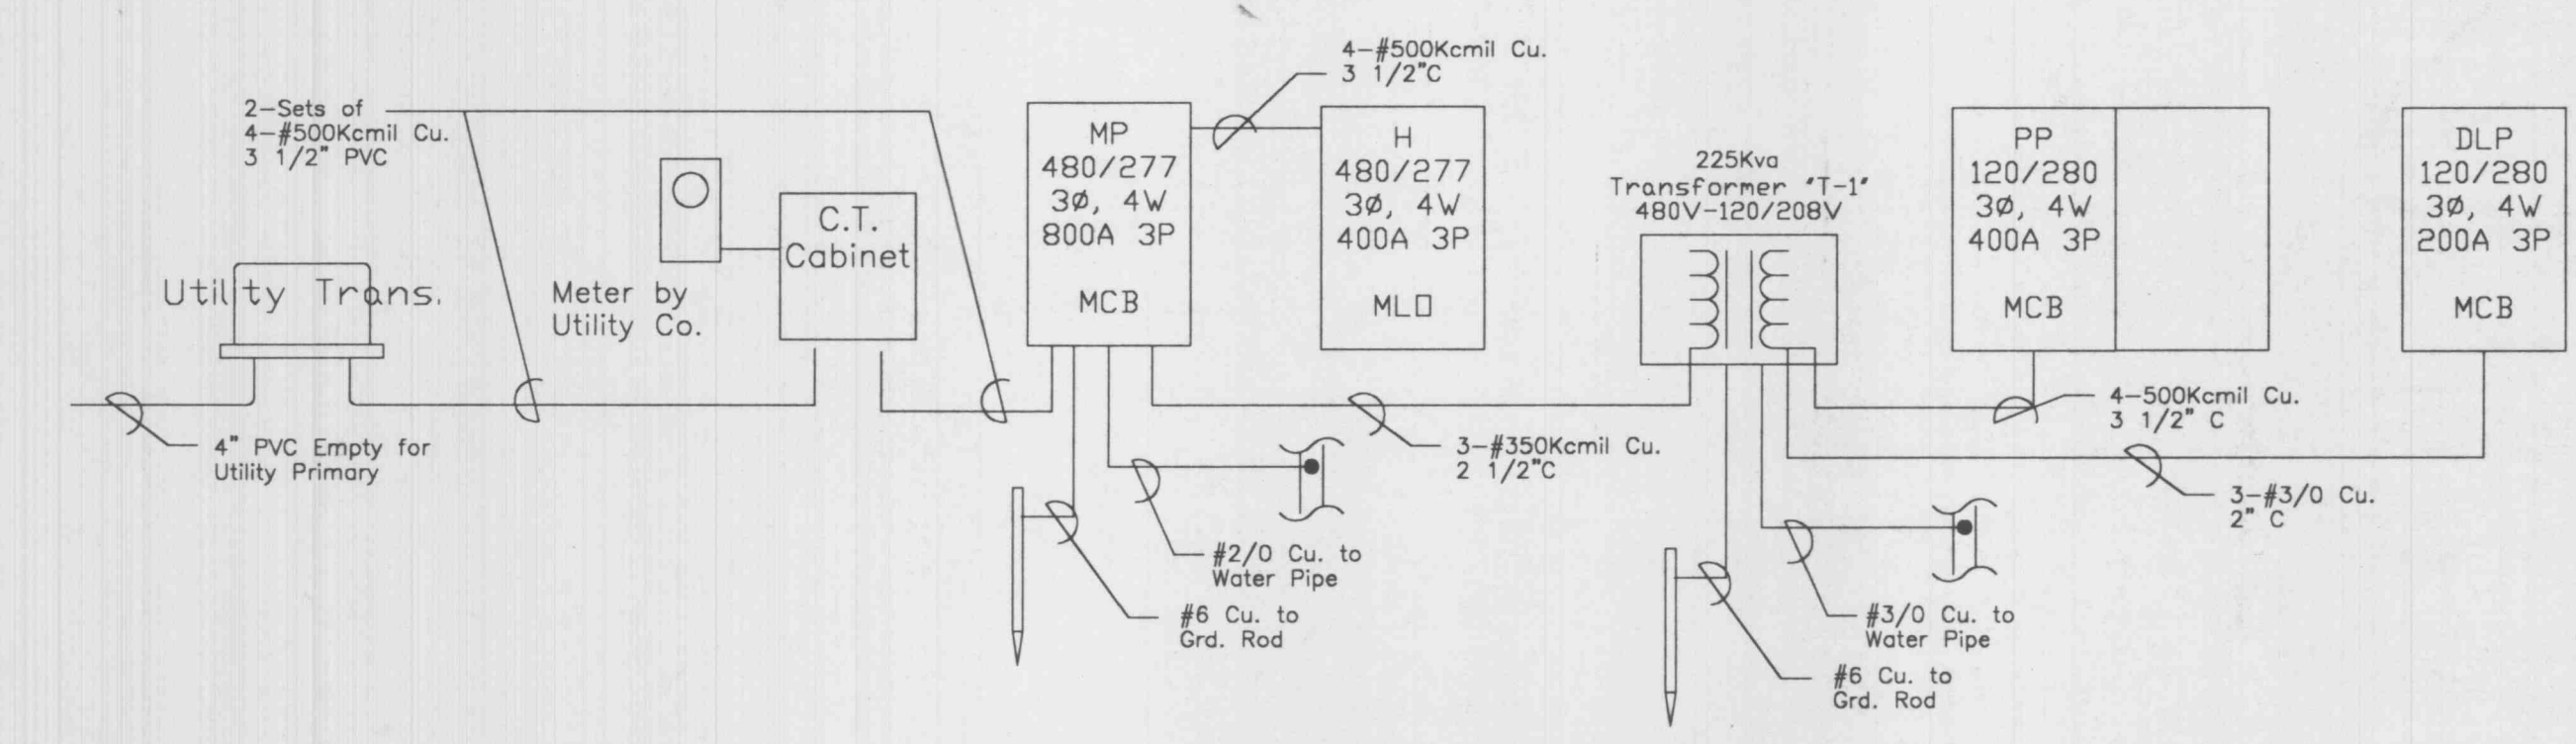 2-Sets of
4-#500Kcmil Cu.
3 1/2" PVC
Utility Trans.
4" PVC Empty for
Utility Primary
Meter by
Utility Co.
C.T.
Cabinet
MP
480/277
3Ø, 4W
800A 3P
MCB
4-#500Kcmil Cu.
3 1/2"C
H
480/277
3Ø, 4W
400A 3P
MLO
3-#350Kcmil Cu.
2 1/2"C
#2/0 Cu. to
Water Pipe
#6 Cu. to
Grd. Rod
225Kva
Transformer "T-1"
480V-120/208V
PP
120/280
3Ø, 4W
400A 3P
MCB
4-500Kcmil Cu.
3 1/2" C
DLP
120/280
3Ø, 4W
200A 3P
MCB
3-#3/0 Cu.
2" C
#3/0 Cu. to
Water Pipe
#6 Cu. to
Grd. Rod